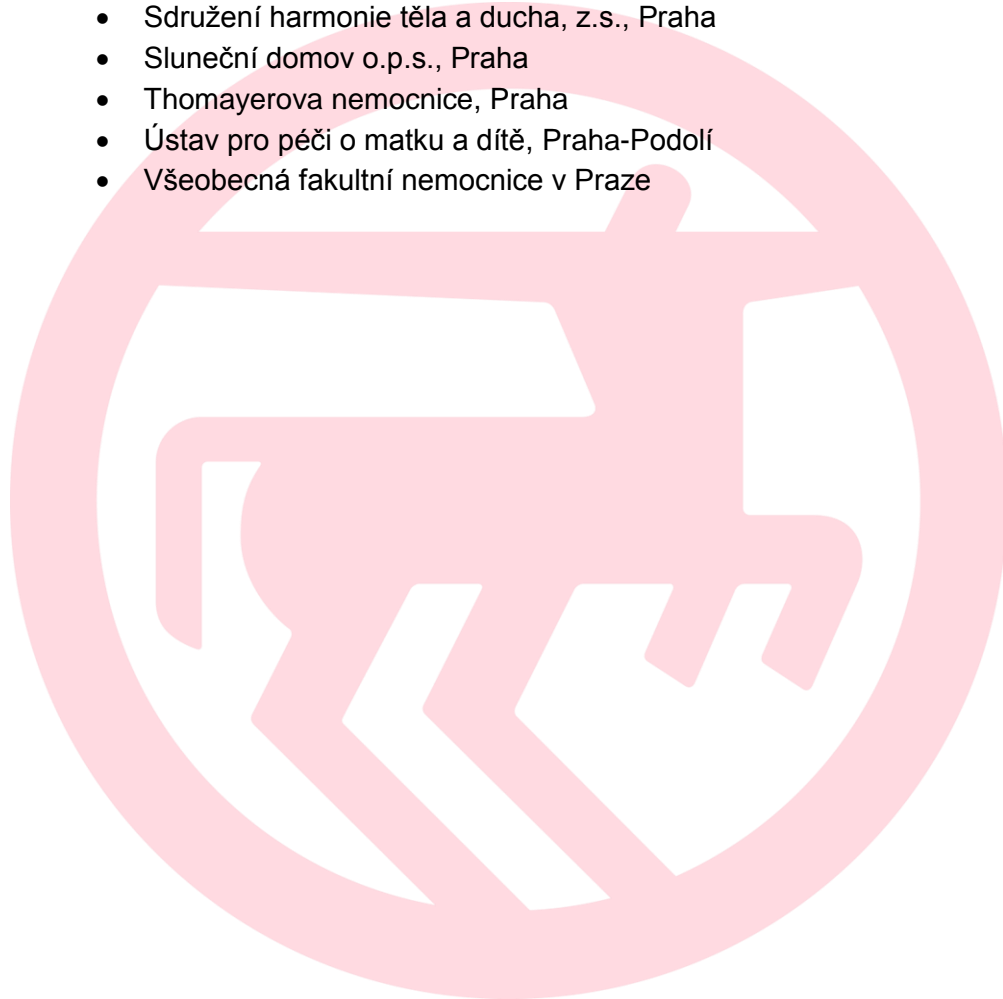 • Sdružení harmonie těla a ducha, z.s., Praha
• Sluneční domov o.p.s., Praha
• Thomayerova nemocnice, Praha
• Ústav pro péči o matku a dítě, Praha-Podolí
• Všeobecná fakultní nemocnice v Praze